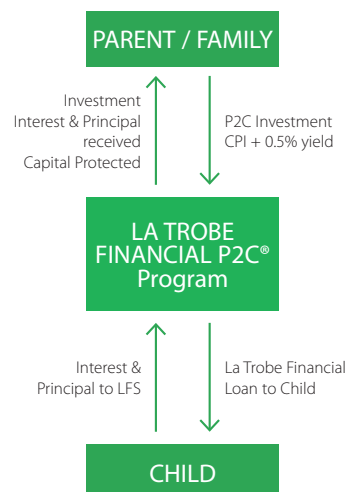 PARENT / FAMILY
Investment
Interest & Principal
received
Capital Protected
P2C Investment
CPI + 0.5% yield
LA TROBE
FINANCIAL P2C®
Program
Interest &
Principal to LFS
La Trobe Financial
Loan to Child
CHILD